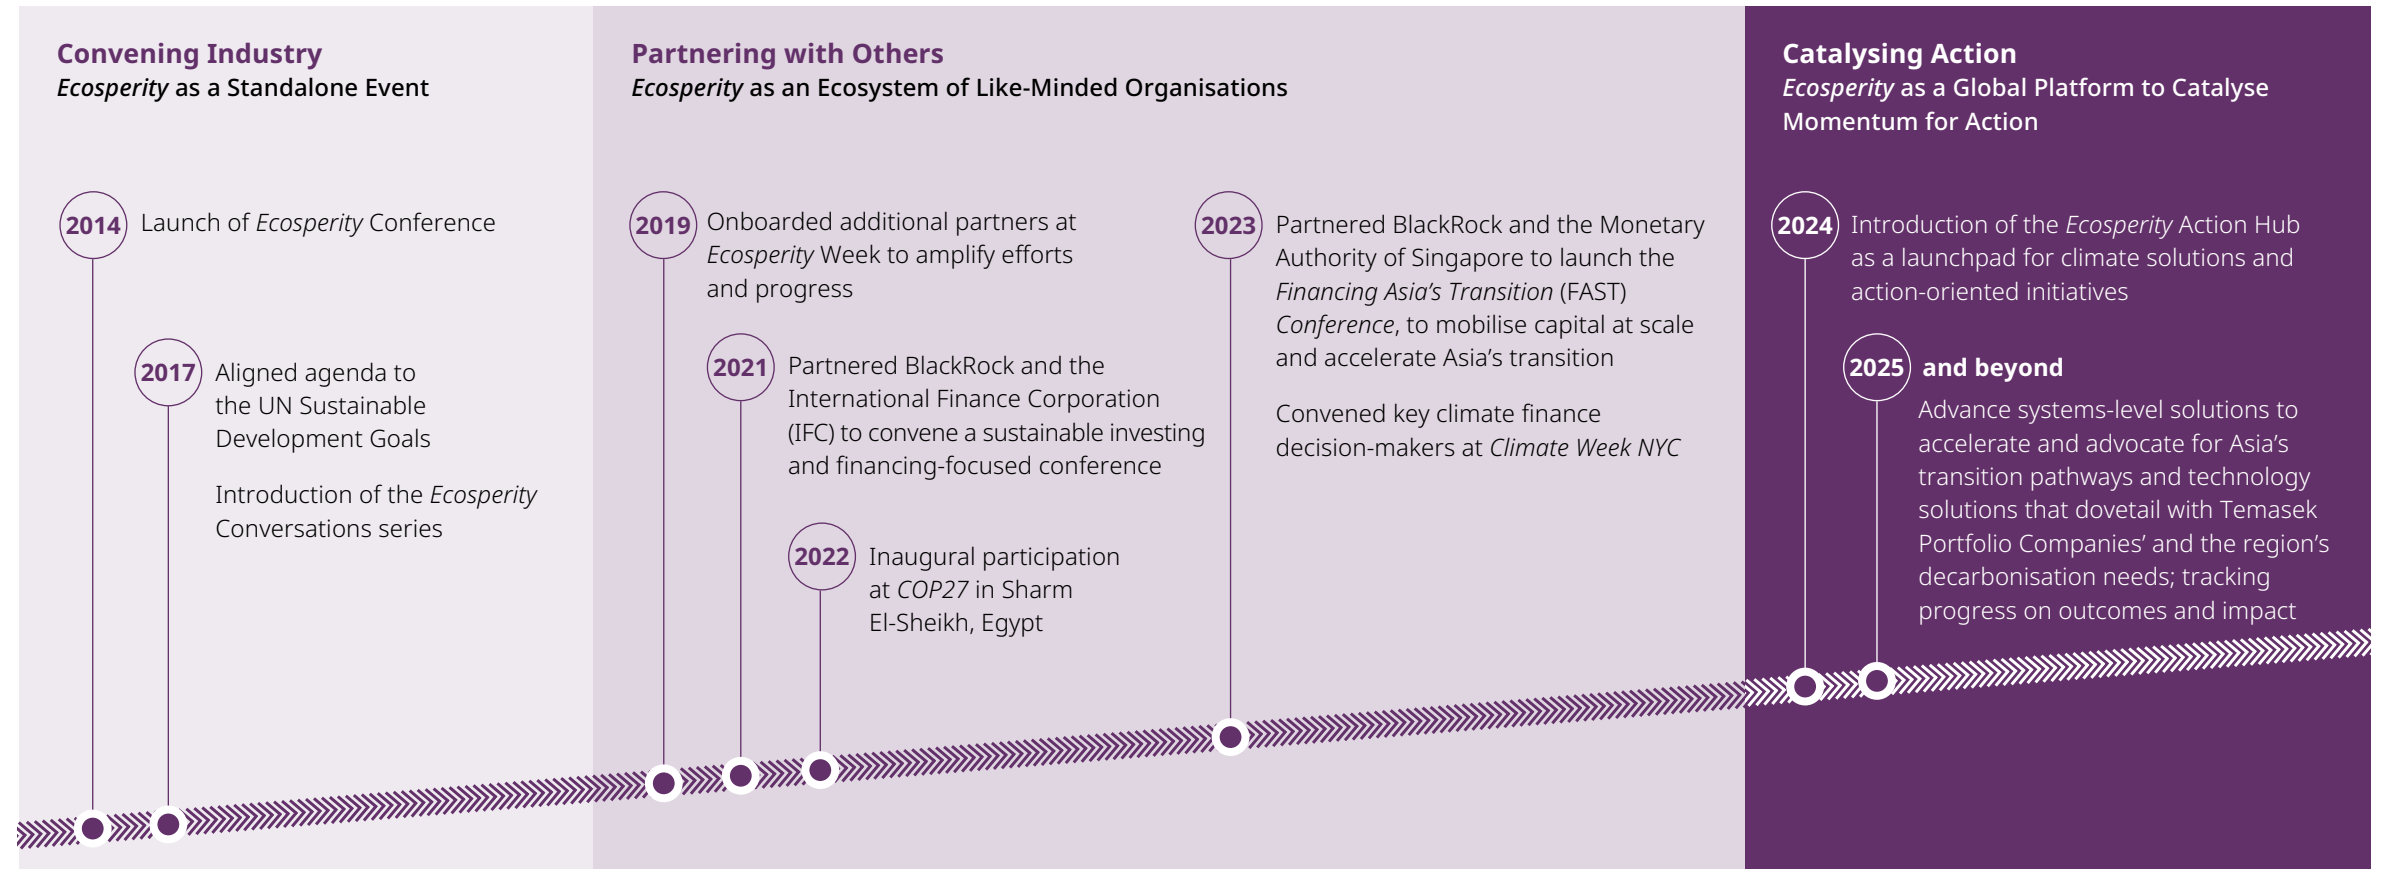 Convening Industry
Ecosperity as a Standalone Event
2014
Launch of Ecosperity Conference
2017
Aligned agenda to
the UN Sustainable
Development Goals
Introduction of the Ecosperity
Conversations series
Partnering with Others
Ecosperity as an Ecosystem of Like-Minded Organisations
2019
Onboarded additional partners at
Ecosperity Week to amplify efforts
and progress
2021
Partnered BlackRock and the
International Finance Corporation
(IFC) to convene a sustainable investing
and financing-focused conference
2022
Inaugural participation
at COP27 in Sharm
El-Sheikh, Egypt
2023
Partnered BlackRock and the Monetary
Authority of Singapore to launch the
Financing Asia’s Transition (FAST)
Conference, to mobilise capital at scale
and accelerate Asia’s transition
Convened key climate finance
decision-makers at Climate Week NYC
Catalysing Action
Ecosperity as a Global Platform to Catalyse
Momentum for Action
2024
Introduction of the Ecosperity Action Hub
as a launchpad for climate solutions and
action-oriented initiatives
2025 and beyond
Advance systems-level solutions to
accelerate and advocate for Asia’s
transition pathways and technology
solutions that dovetail with Temasek
Portfolio Companies’ and the region’s
decarbonisation needs; tracking
progress on outcomes and impact